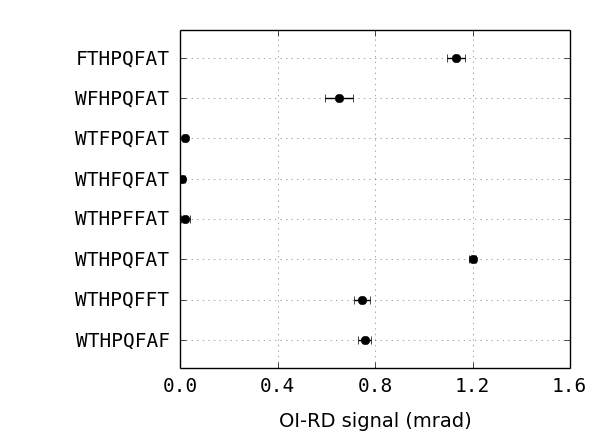 FTHPQFAT
WFHPQFAT
WTFPQFAT
WTHFQFAT
WTHPFFAT
WTHPQFAT
WTHPQFFT
WTHPQFAF
0.0 0.4 0.8 1.2 1.6
OI-RD signal (mrad)